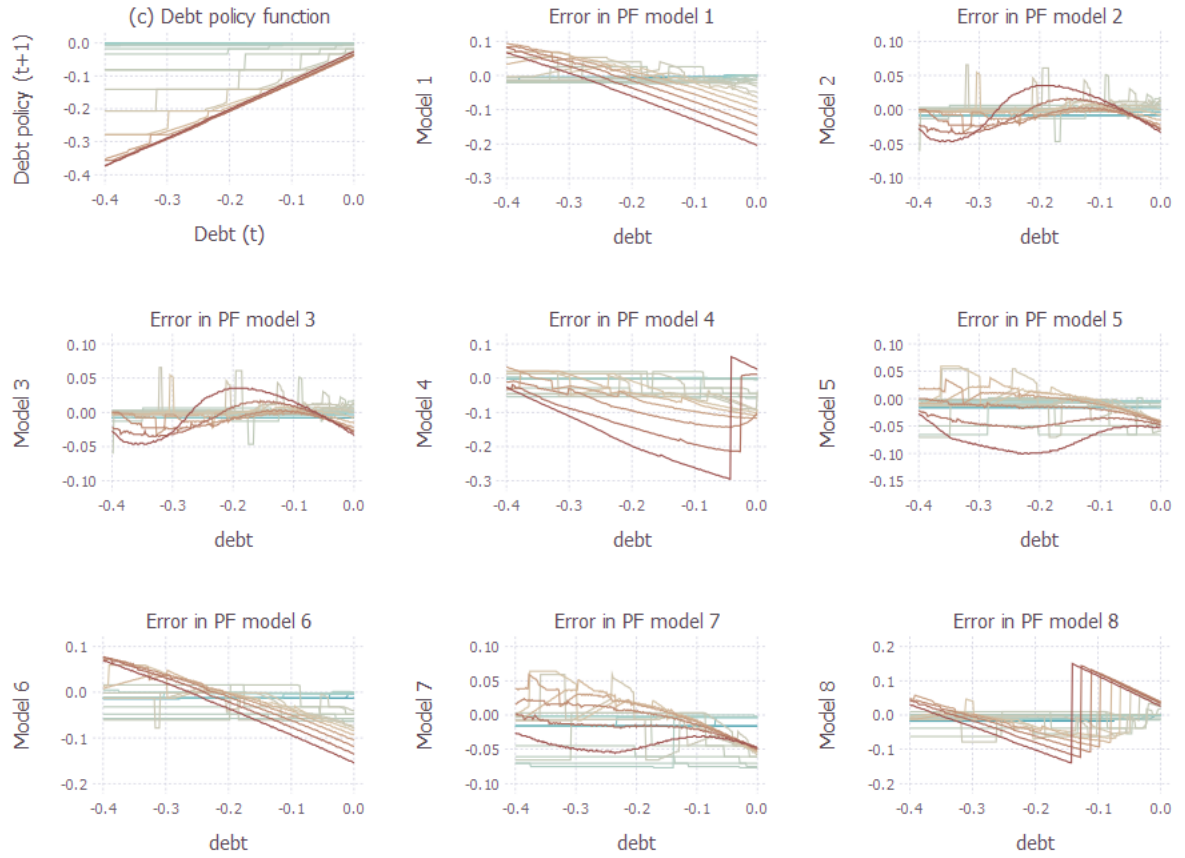 (c) Debt policy function
Debt policy (t+1)
0.0
-0.1
-0.2
-0.3
-0.4
-0.4 -0.3 -0.2 -0.1 0.0
Debt (t)
Error in PF model 1
Model 1
0.1
0.0
-0.1
-0.2
-0.3
-0.4 -0.3 -0.2 -0.1 0.0
debt
Error in PF model 2
Model 2
0.10
0.05
0.00
-0.05
-0.10
-0.4 -0.3 -0.2 -0.1 0.0
debt
Error in PF model 3
Model 3
0.10
0.05
0.00
-0.05
-0.10
-0.4 -0.3 -0.2 -0.1 0.0
debt
Error in PF model 4
Model 4
0.1
0.0
-0.1
-0.2
-0.3
-0.4 -0.3 -0.2 -0.1 0.0
debt
Error in PF model 5
Model 5
0.10
0.05
0.00
-0.05
-0.10
-0.15
-0.4 -0.3 -0.2 -0.1 0.0
debt
Error in PF model 6
Model 6
0.1
0.0
-0.1
-0.2
-0.4 -0.3 -0.2 -0.1 0.0
debt
Error in PF model 7
Model 7
0.10
0.05
0.00
-0.05
-0.10
-0.4 -0.3 -0.2 -0.1 0.0
debt
Error in PF model 8
Model 8
0.2
0.1
0.0
-0.1
-0.2
-0.4 -0.3 -0.2 -0.1 0.0
debt